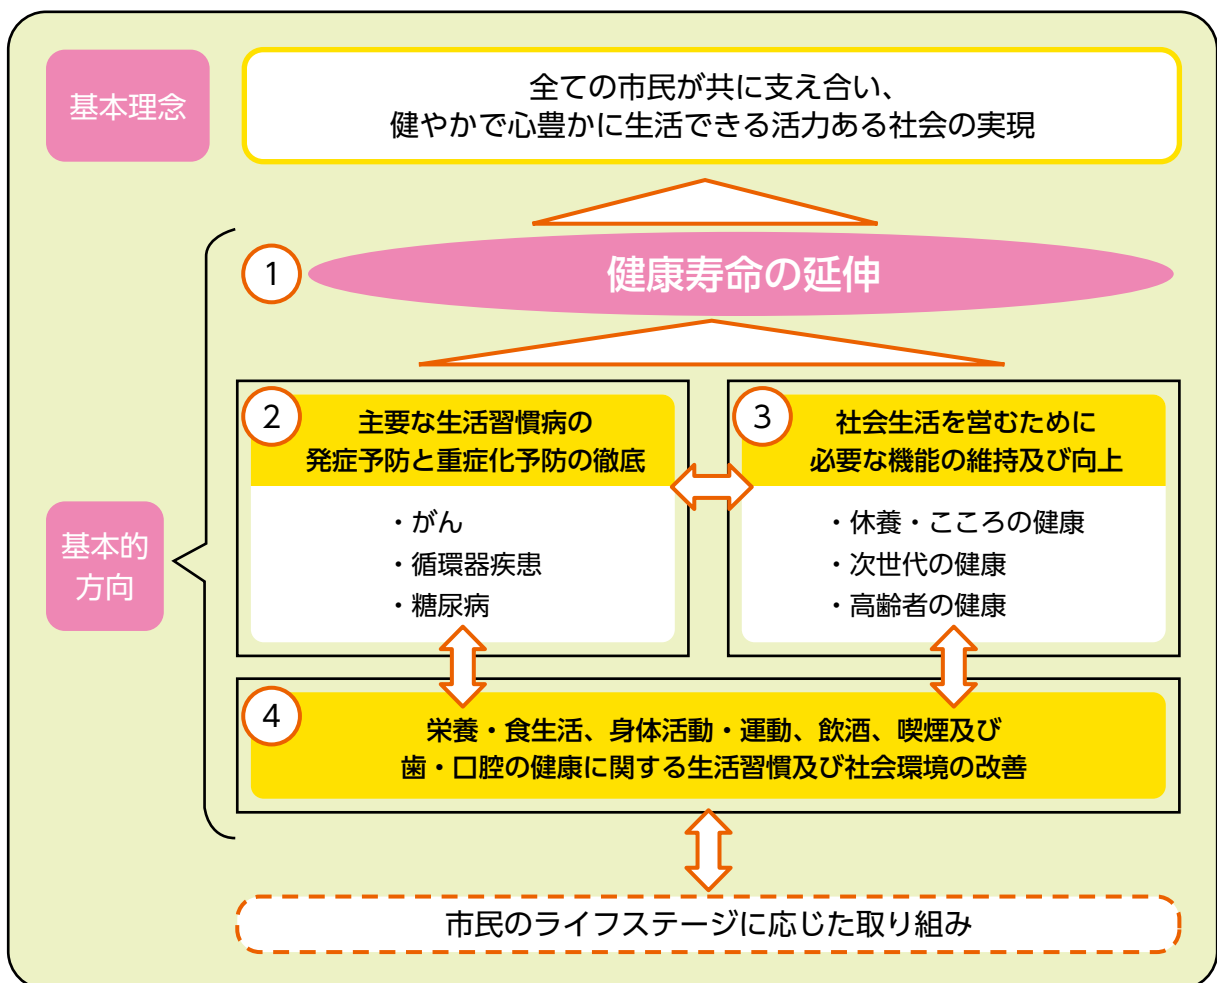 基本理念
全ての市民が共に支え合い、
健やかで心豊かに生活できる活力ある社会の実現
1
健康寿命の延伸
基本的
方向
2
主要な生活習慣病の
発症予防と重症化予防の徹底
・がん
・循環器疾患
・糖尿病
3
社会生活を営むために
必要な機能の維持及び向上
・休養・こころの健康
・次世代の健康
・高齢者の健康
4
栄養・食生活、身体活動・運動、飲酒、喫煙及び
歯・口腔の健康に関する生活習慣及び社会環境の改善
市民のライフステージに応じた取り組み